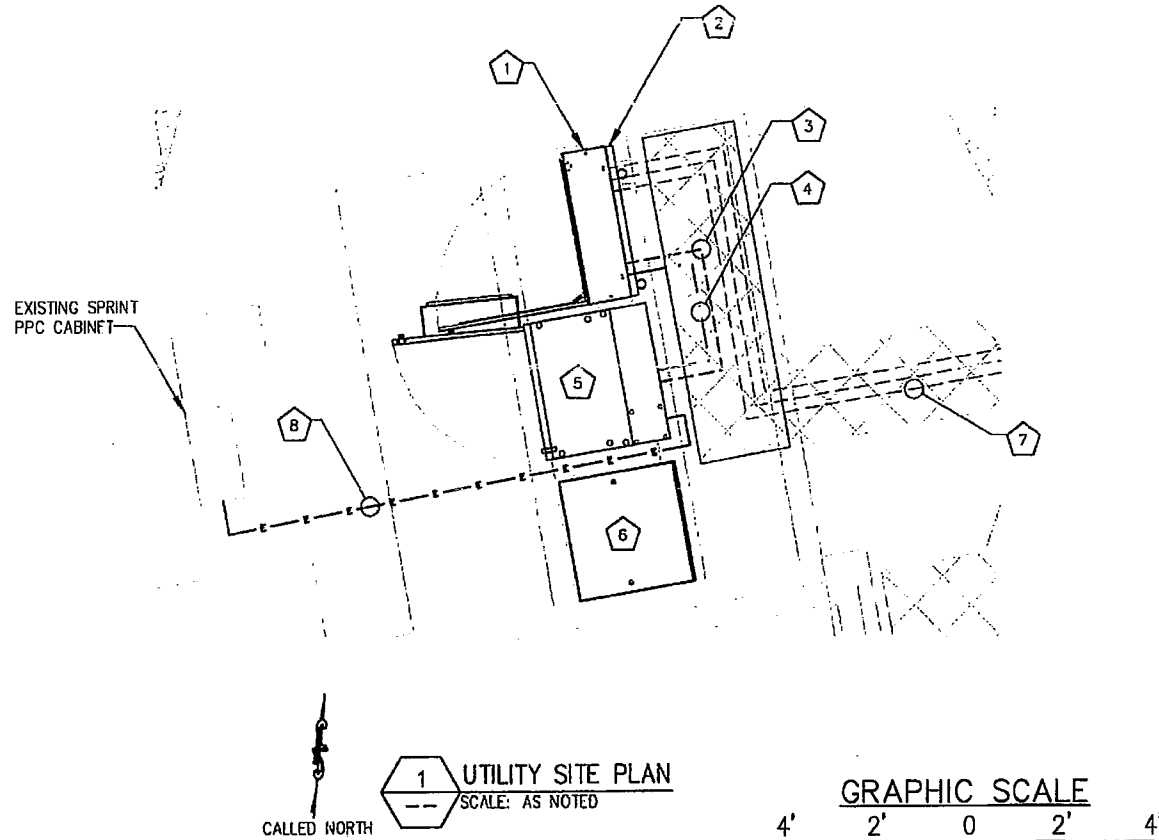 2
1
3
4
EXISTING SPRINT
PPC CABINET
5
8
7
6
E E E E E E E E E E
1 UTILITY SITE PLAN
-- SCALE: AS NOTED
CALLED NORTH
GRAPHIC SCALE
4' 2' 0 2' 4'